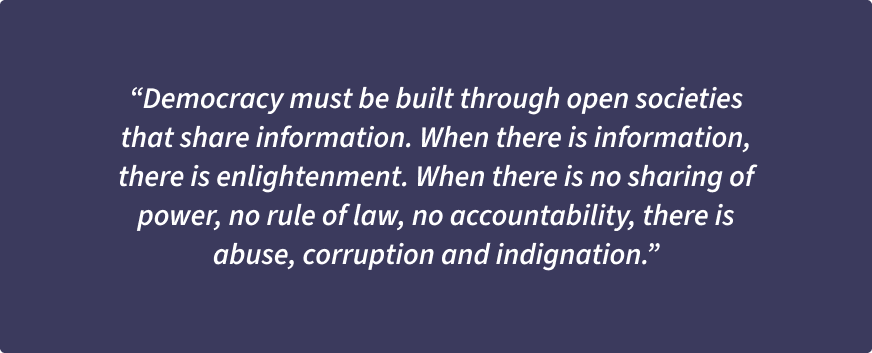 “Democracy must be built through open societies
that share information. When there is information,
there is enlightenment. When there is no sharing of
power, no rule of law, no accountability, there is
abuse, corruption and indignation.”